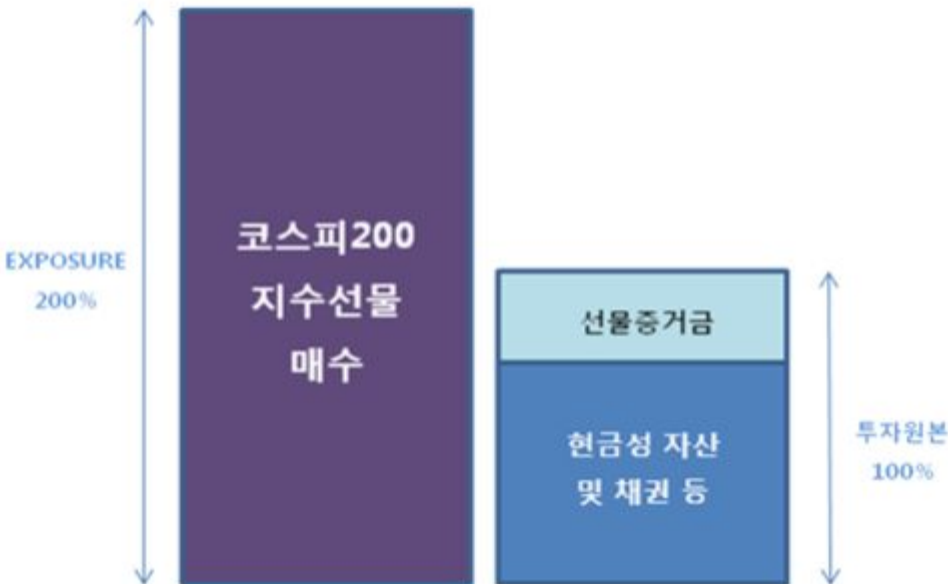 EXPOSURE
200%
코스피200
지수선물
매수
선물증거금
현금성 자산
및 채권 등
투자원본
100%